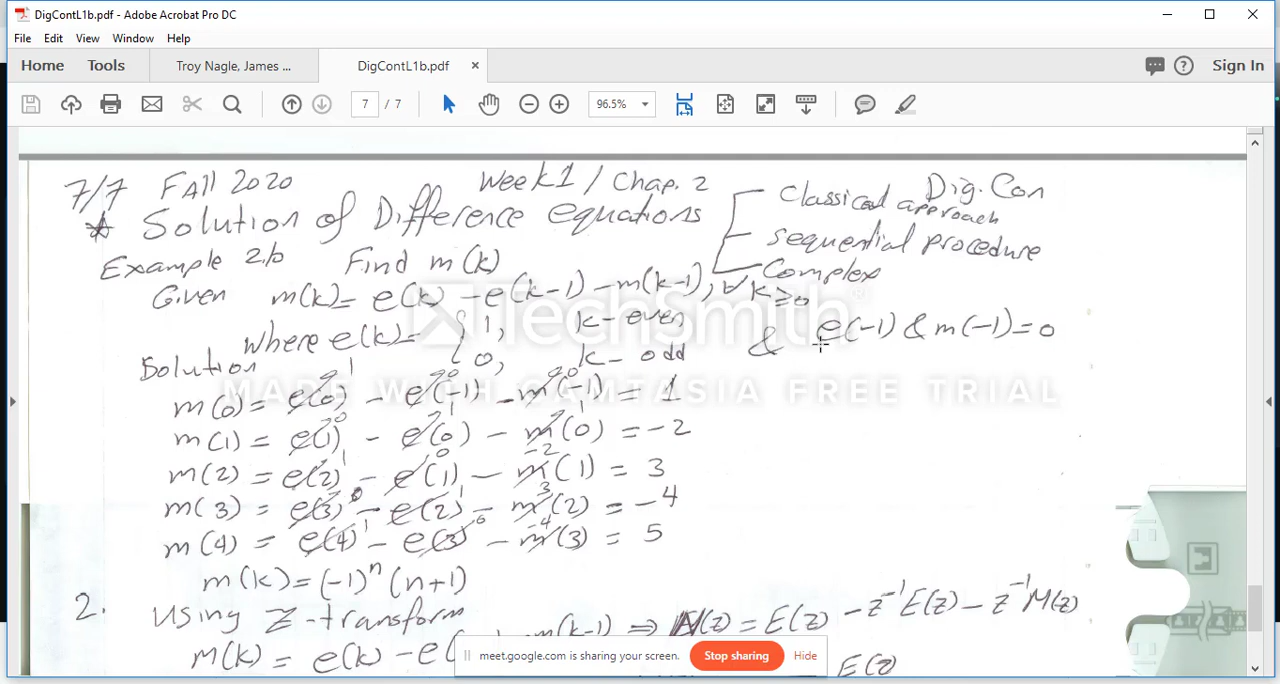 DigContL1b.pdf - Adobe Acrobat Pro DC
File Edit View Window Help
Home Tools Troy Nagle, James ... DigContL1b.pdf × Sign In
7 / 7 96.5%
7/7 FAll 2020 Week1 / Chap. 2 Dig. Con
* Solution of Difference equations
Classical approach
sequential procedure
Complex
Example 2.6 Find m(k)
Given m(k) = e(k) - e(k-1) - m(k-1), ∀ k ≥ 0
where e(k) = { 1, k - even
0, k - odd
& e(-1) & m(-1) = 0
Solution
m(0) = e(0) - e(-1) - m(-1) = 1
m(1) = e(1) - e(0) - m(0) = -2
m(2) = e(2) - e(1) - m(1) = 3
m(3) = e(3) - e(2) - m(2) = -4
m(4) = e(4) - e(3) - m(3) = 5
m(k) = (-1)ⁿ (n+1)
2. Using Z-transform
m(k-1) ⇒ M(z) = E(z) - z⁻¹E(z) - z⁻¹M(z)
m(k) = e(k) - e(
E(z)
TechSmith
MADE WITH CAMTASIA FREE TRIAL
meet.google.com is sharing your screen. Stop sharing Hide